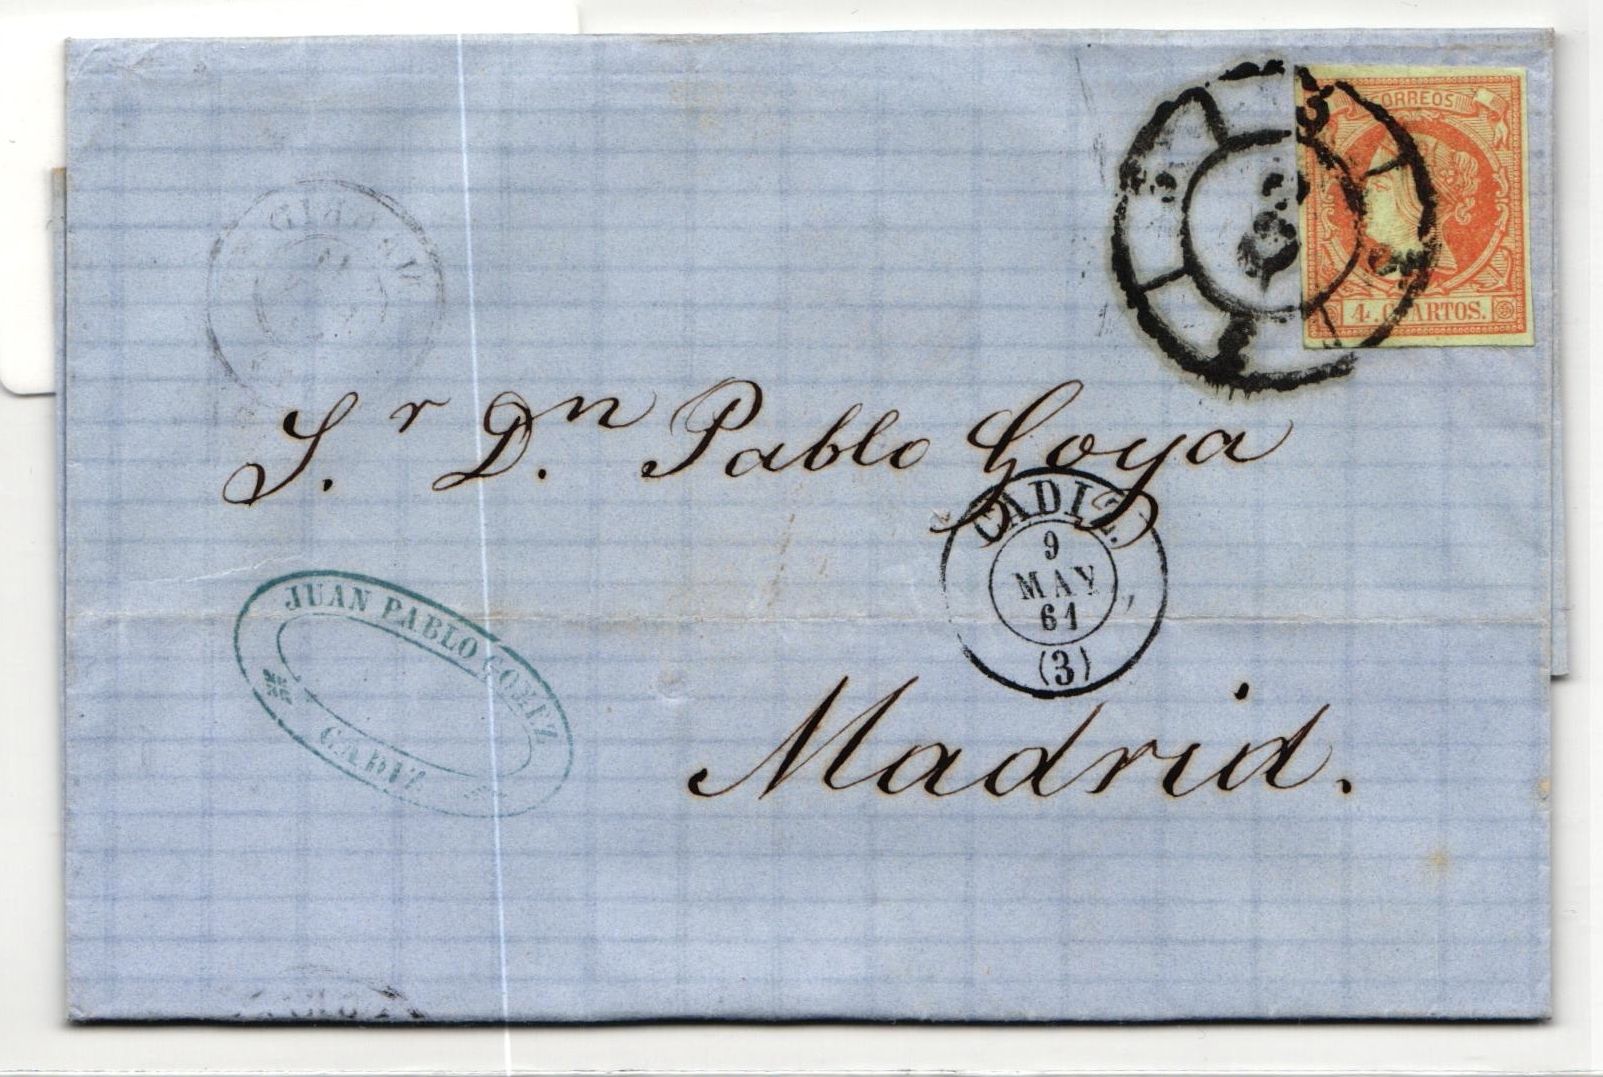 CORREOS
4. CUARTOS.
S.r D.n Pablo Goya
CADIZ.
9
MAY
61
(3)
JUAN PABLO GOMEZ
CADIZ
Madrid.